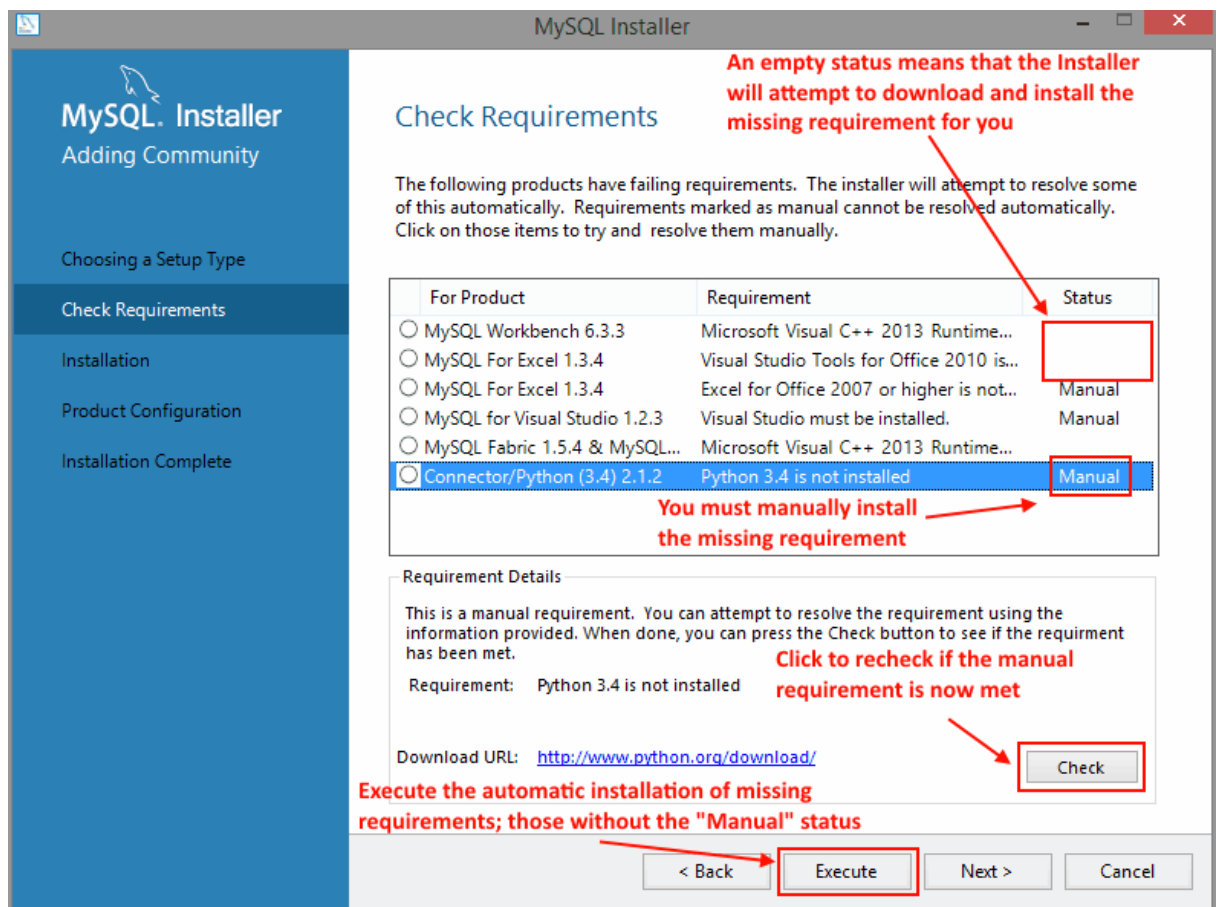 MySQL Installer
An empty status means that the Installer
will attempt to download and install the
missing requirement for you
MySQL. Installer
Adding Community
Choosing a Setup Type
Check Requirements
Installation
Product Configuration
Installation Complete
Check Requirements
The following products have failing requirements. The installer will attempt to resolve some
of this automatically. Requirements marked as manual cannot be resolved automatically.
Click on those items to try and resolve them manually.
For Product Requirement Status
MySQL Workbench 6.3.3 Microsoft Visual C++ 2013 Runtime...
MySQL For Excel 1.3.4 Visual Studio Tools for Office 2010 is...
MySQL For Excel 1.3.4 Excel for Office 2007 or higher is not... Manual
MySQL for Visual Studio 1.2.3 Visual Studio must be installed. Manual
MySQL Fabric 1.5.4 & MySQL... Microsoft Visual C++ 2013 Runtime...
Connector/Python (3.4) 2.1.2 Python 3.4 is not installed Manual
You must manually install
the missing requirement
Requirement Details
This is a manual requirement. You can attempt to resolve the requirement using the
information provided. When done, you can press the Check button to see if the requirment
has been met.
Click to recheck if the manual
requirement is now met
Requirement: Python 3.4 is not installed
Download URL: http://www.python.org/download/
Check
Execute the automatic installation of missing
requirements; those without the "Manual" status
< Back Execute Next > Cancel